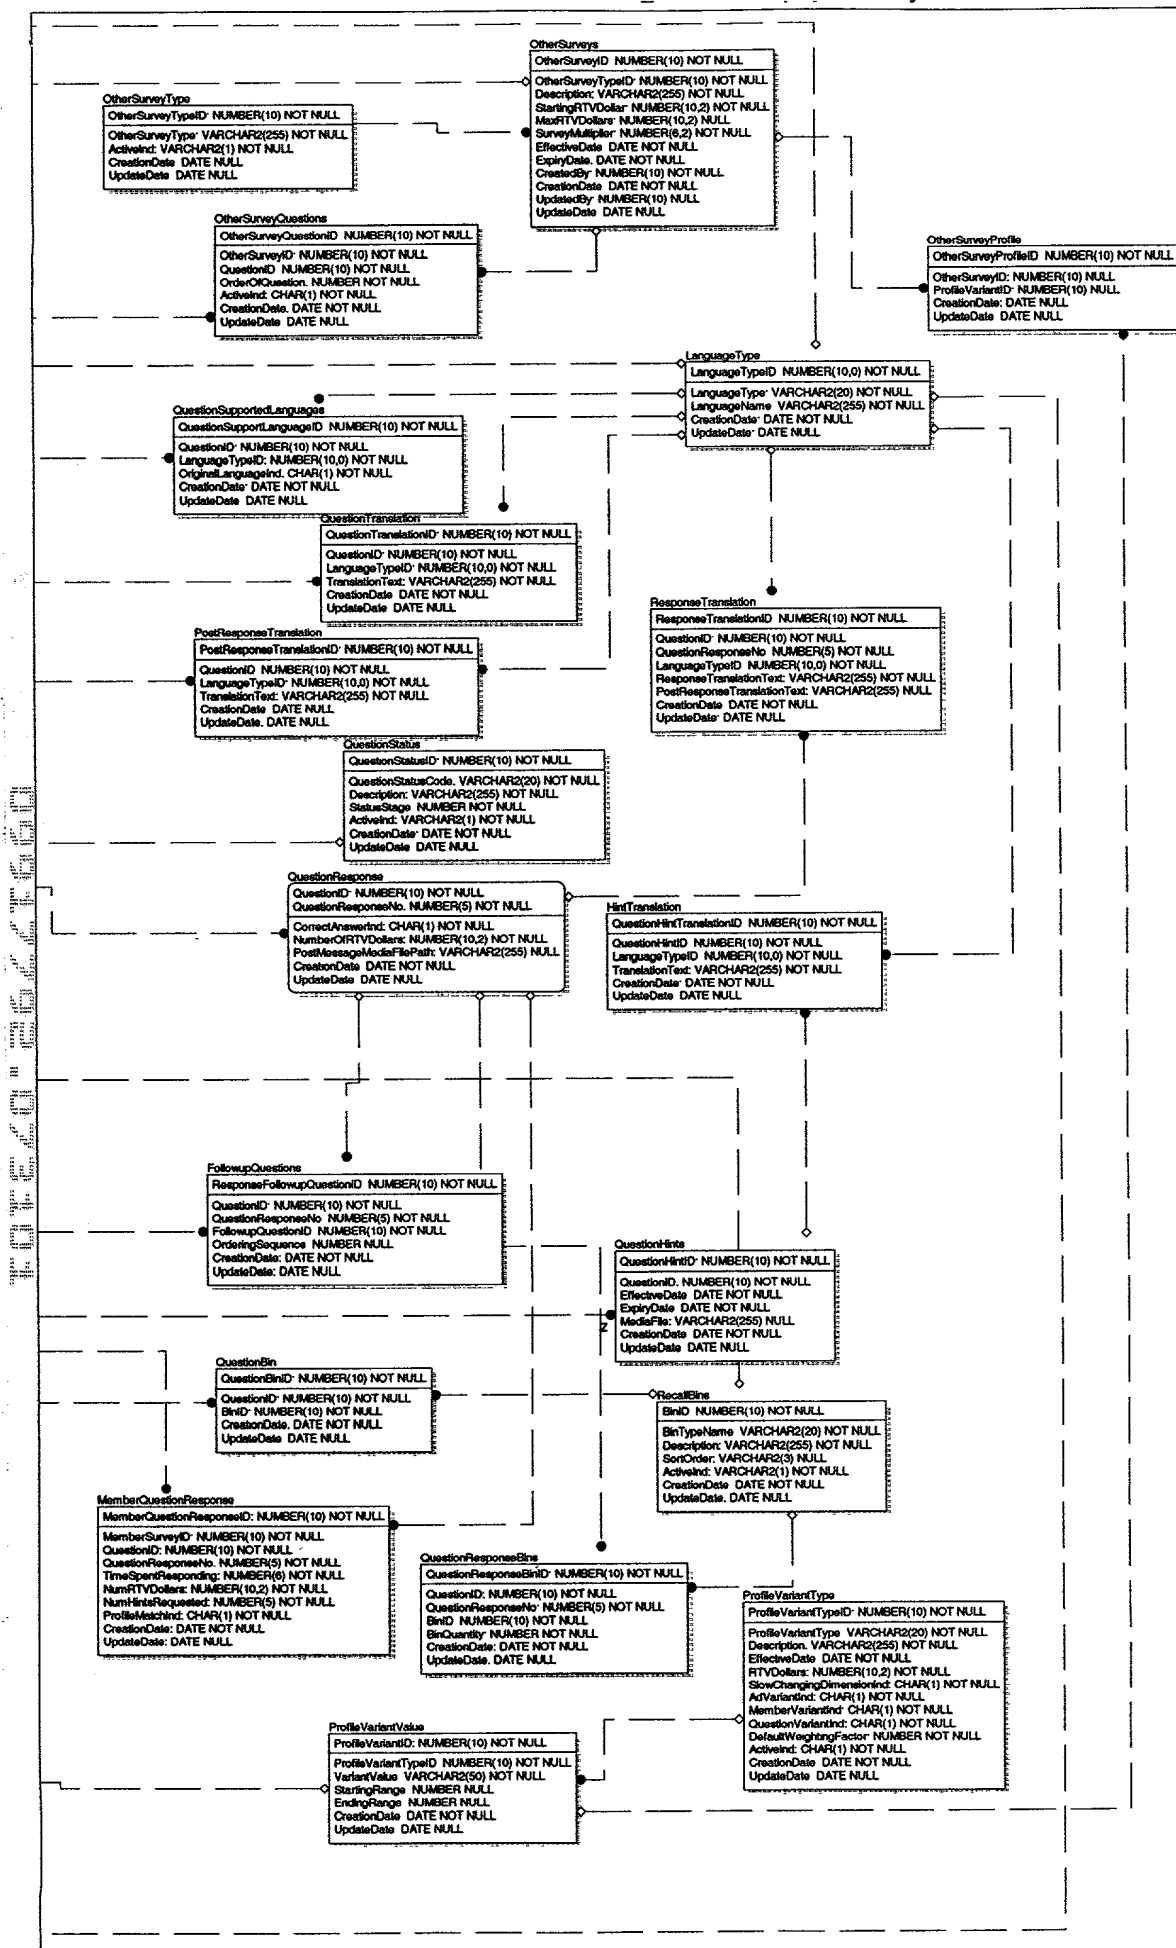 OtherSurveys
OtherSurveyID NUMBER(10) NOT NULL
OtherSurveyTypeID: NUMBER(10) NOT NULL
Description: VARCHAR2(255) NOT NULL
StartingRTVDollar: NUMBER(10,2) NOT NULL
MaxRTVDollars: NUMBER(10,2) NOT NULL
SurveyMultiplier: NUMBER(6,2) NOT NULL
EffectiveDate DATE NOT NULL
ExpiryDate. DATE NOT NULL
CreatedBy: NUMBER(10) NOT NULL
CreationDate DATE NOT NULL
UpdatedBy: NUMBER(10) NULL
UpdateDate DATE NULL
OtherSurveyType
OtherSurveyTypeID: NUMBER(10) NOT NULL
OtherSurveyType: VARCHAR2(255) NOT NULL
ActiveInd: VARCHAR2(1) NOT NULL
CreationDate DATE NULL
UpdateDate DATE NULL
OtherSurveyQuestions
OtherSurveyQuestionID NUMBER(10) NOT NULL
OtherSurveyID: NUMBER(10) NOT NULL
QuestionID NUMBER(10) NOT NULL
OrderOfQuestion. NUMBER NOT NULL
ActiveInd: CHAR(1) NOT NULL
CreationDate. DATE NOT NULL
UpdateDate DATE NULL
OtherSurveyProfile
OtherSurveyProfileID NUMBER(10) NOT NULL
OtherSurveyID: NUMBER(10) NULL
ProfileVariantID: NUMBER(10) NULL
CreationDate: DATE NULL
UpdateDate DATE NULL
LanguageType
LanguageTypeID NUMBER(10,0) NOT NULL
LanguageType: VARCHAR2(20) NOT NULL
LanguageName VARCHAR2(255) NOT NULL
CreationDate: DATE NOT NULL
UpdateDate: DATE NULL
QuestionSupportedLanguages
QuestionSupportLanguageID NUMBER(10) NOT NULL
QuestionID: NUMBER(10) NOT NULL
LanguageTypeID: NUMBER(10,0) NOT NULL
OriginalLanguageInd. CHAR(1) NOT NULL
CreationDate: DATE NOT NULL
UpdateDate DATE NULL
QuestionTranslation
QuestionTranslationID: NUMBER(10) NOT NULL
QuestionID: NUMBER(10) NOT NULL
LanguageTypeID: NUMBER(10,0) NOT NULL
TranslationText: VARCHAR2(255) NOT NULL
CreationDate DATE NOT NULL
UpdateDate DATE NULL
PostResponseTranslation
PostResponseTranslationID: NUMBER(10) NOT NULL
QuestionID NUMBER(10) NOT NULL
LanguageTypeID: NUMBER(10,0) NOT NULL
TranslationText: VARCHAR2(255) NOT NULL
CreationDate DATE NOT NULL
UpdateDate. DATE NULL
ResponseTranslation
ResponseTranslationID NUMBER(10) NOT NULL
QuestionID: NUMBER(10) NOT NULL
QuestionResponseNo NUMBER(5) NOT NULL
LanguageTypeID NUMBER(10,0) NOT NULL
ResponseTranslationText: VARCHAR2(255) NOT NULL
PostResponseTranslationText: VARCHAR2(255) NULL
CreationDate DATE NOT NULL
UpdateDate: DATE NULL
QuestionStatus
QuestionStatusID: NUMBER(10) NOT NULL
QuestionStatusCode. VARCHAR2(20) NOT NULL
Description: VARCHAR2(255) NOT NULL
StatusStage NUMBER NOT NULL
ActiveInd: VARCHAR2(1) NOT NULL
CreationDate: DATE NOT NULL
UpdateDate DATE NULL
QuestionResponse
QuestionID: NUMBER(10) NOT NULL
QuestionResponseNo. NUMBER(5) NOT NULL
CorrectAnswerInd: CHAR(1) NOT NULL
NumberOfRTVDollars: NUMBER(10,2) NOT NULL
PostMessageMediaFilePath: VARCHAR2(255) NULL
CreationDate DATE NOT NULL
UpdateDate DATE NULL
HintTranslation
QuestionHintTranslationID NUMBER(10) NOT NULL
QuestionHintID NUMBER(10) NOT NULL
LanguageTypeID NUMBER(10,0) NOT NULL
TranslationText: VARCHAR2(255) NOT NULL
CreationDate: DATE NOT NULL
UpdateDate DATE NULL
FollowupQuestions
ResponseFollowupQuestionID NUMBER(10) NOT NULL
QuestionID: NUMBER(10) NOT NULL
QuestionResponseNo NUMBER(5) NOT NULL
FollowupQuestionID NUMBER(10) NOT NULL
OrderingSequence NUMBER NULL
CreationDate: DATE NOT NULL
UpdateDate: DATE NULL
QuestionHints
QuestionHintID: NUMBER(10) NOT NULL
QuestionID. NUMBER(10) NOT NULL
EffectiveDate DATE NOT NULL
ExpiryDate DATE NOT NULL
MediaFile: VARCHAR2(255) NULL
CreationDate DATE NOT NULL
UpdateDate DATE NULL
Z
QuestionBin
QuestionBinID: NUMBER(10) NOT NULL
QuestionID: NUMBER(10) NOT NULL
BinID: NUMBER(10) NOT NULL
CreationDate. DATE NOT NULL
UpdateDate DATE NULL
RecallBins
BinID NUMBER(10) NOT NULL
BinTypeName VARCHAR2(20) NOT NULL
Description: VARCHAR2(255) NOT NULL
SortOrder: VARCHAR2(3) NULL
ActiveInd: VARCHAR2(1) NOT NULL
CreationDate DATE NOT NULL
UpdateDate. DATE NULL
MemberQuestionResponse
MemberQuestionResponseID: NUMBER(10) NOT NULL
MemberSurveyID: NUMBER(10) NOT NULL
QuestionID: NUMBER(10) NOT NULL
QuestionResponseNo. NUMBER(5) NOT NULL
TimeSpentResponding: NUMBER(6) NOT NULL
NumRTVDollars: NUMBER(10,2) NOT NULL
NumHintsRequested: NUMBER(5) NOT NULL
ProfileMatchInd: CHAR(1) NOT NULL
CreationDate: DATE NOT NULL
UpdateDate: DATE NULL
QuestionResponseBins
QuestionResponseBinID: NUMBER(10) NOT NULL
QuestionID: NUMBER(10) NOT NULL
QuestionResponseNo: NUMBER(5) NOT NULL
BinID NUMBER(10) NOT NULL
BinQuantity: NUMBER NOT NULL
CreationDate: DATE NOT NULL
UpdateDate. DATE NULL
ProfileVariantType
ProfileVariantTypeID: NUMBER(10) NOT NULL
ProfileVariantType VARCHAR2(20) NOT NULL
Description. VARCHAR2(255) NOT NULL
EffectiveDate DATE NOT NULL
RTVDollars: NUMBER(10,2) NOT NULL
SlowChangingDimensionInd: CHAR(1) NOT NULL
AdVariantInd: CHAR(1) NOT NULL
MemberVariantInd: CHAR(1) NOT NULL
QuestionVariantInd: CHAR(1) NOT NULL
DefaultWeightingFactor: NUMBER NOT NULL
ActiveInd: CHAR(1) NOT NULL
CreationDate DATE NOT NULL
UpdateDate: DATE NULL
ProfileVariantValue
ProfileVariantID: NUMBER(10) NOT NULL
ProfileVariantTypeID NUMBER(10) NOT NULL
VariantValue VARCHAR2(50) NOT NULL
StartingRange NUMBER NULL
EndingRange NUMBER NULL
CreationDate DATE NOT NULL
UpdateDate DATE NULL